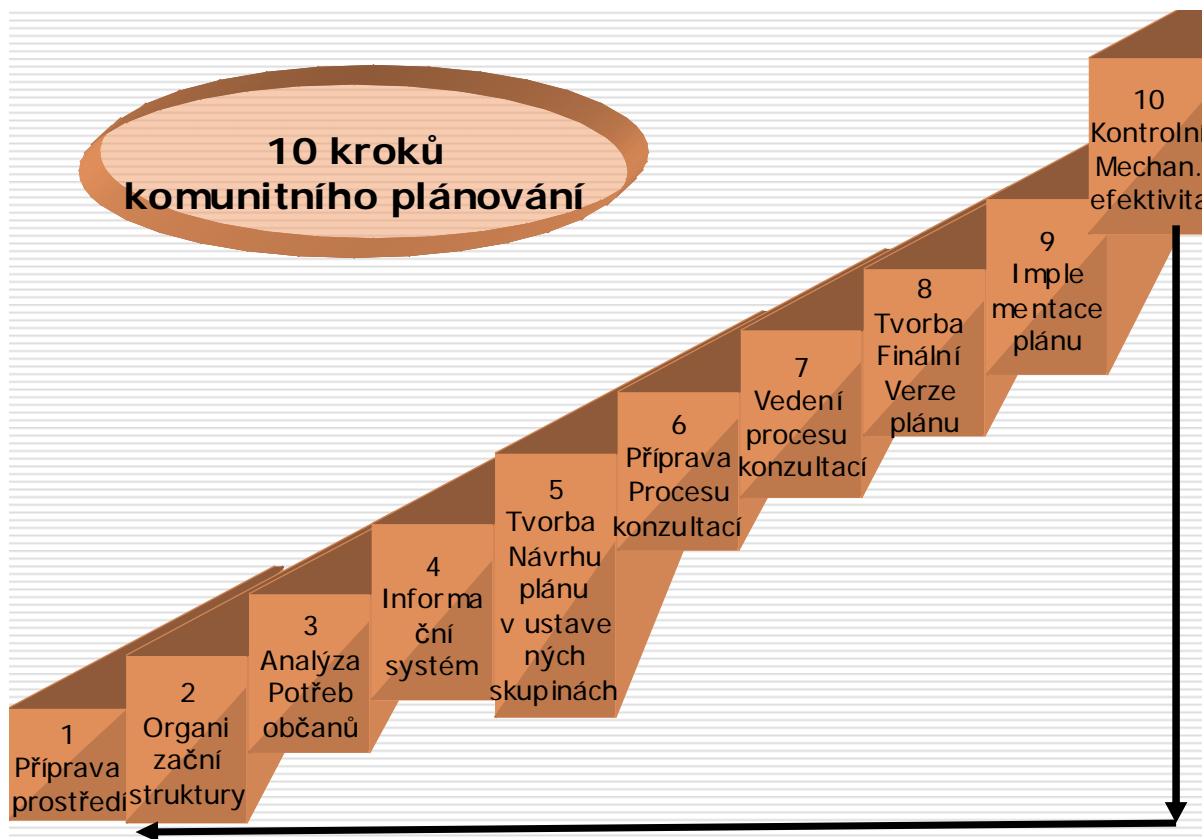 10 kroků
komunitního plánování
1
Příprava
prostředí
2
Organi
zační
struktury
3
Analýza
Potřeb
občanů
4
Informa
ční
systém
5
Tvorba
Návrhu
plánu
v ustave
ných
skupinách
6
Příprava
Procesu
konzultací
7
Vedení
procesu
konzultací
8
Tvorba
Finální
Verze
plánu
9
Imple
mentace
plánu
10
Kontrolní
Mechan.
efektivita